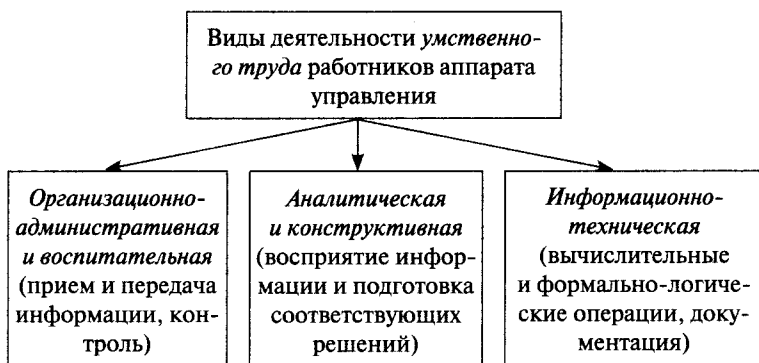 Виды деятельности умственно-
го труда работников аппарата
управления
Организационно-
административная
и воспитательная
(прием и передача
информации, кон-
троль)
Аналитическая
и конструктивная
(восприятие инфор-
мации и подготовка
соответствующих
решений)
Информационно-
техническая
(вычислительные
и формально-логиче-
ские операции, доку-
ментация)